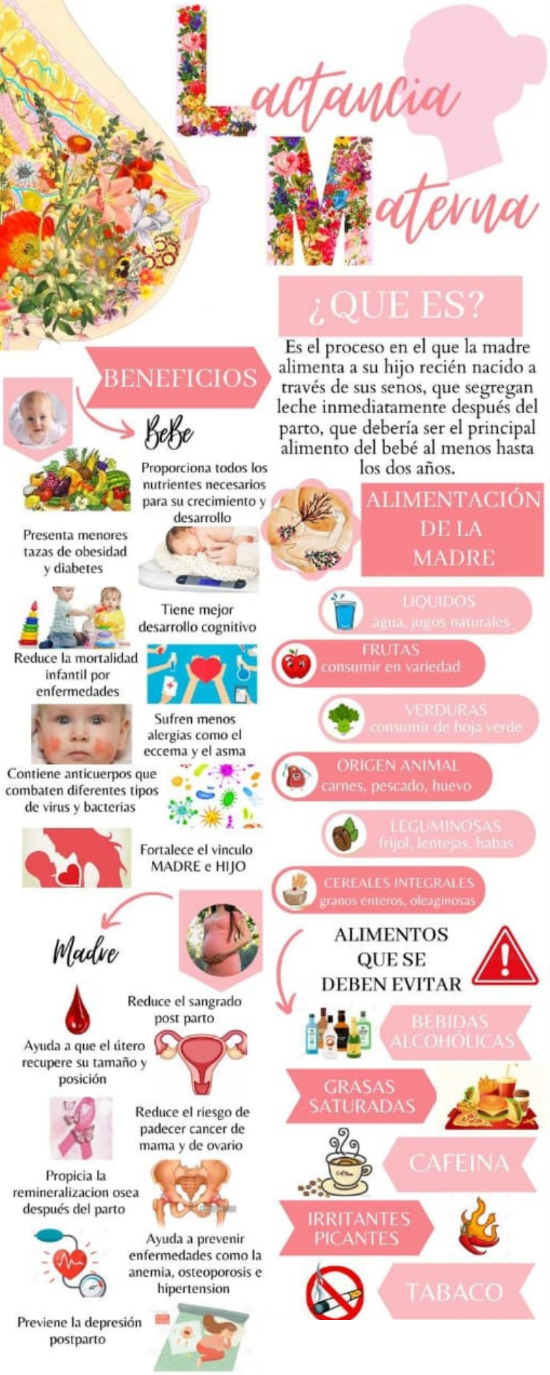 Lactancia
Materna
¿QUE ES?
Es el proceso en el que la madre
alimenta a su hijo recién nacido a
través de sus senos, que segregan
leche inmediatamente después del
parto, que debería ser el principal
alimento del bebé al menos hasta
los dos años.
BENEFICIOS
BeBe
Proporciona todos los
nutrientes necesarios
para su crecimiento y
desarrollo
Presenta menores
tazas de obesidad
y diabetes
Tiene mejor
desarrollo cognitivo
Reduce la mortalidad
infantil por
enfermedades
Sufren menos
alergias como el
eccema y el asma
Contiene anticuerpos que
combaten diferentes tipos
de virus y bacterias
Fortalece el vinculo
MADRE e HIJO
Madre
Reduce el sangrado
post parto
Ayuda a que el útero
recupere su tamaño y
posición
Reduce el riesgo de
padecer cancer de
mama y de ovario
Propicia la
remineralizacion osea
después del parto
Ayuda a prevenir
enfermedades como la
anemia, osteoporosis e
hipertension
Previene la depresión
postparto
ALIMENTACIÓN
DE LA
MADRE
LIQUIDOS
agua, jugos naturales
FRUTAS
consumir en variedad
VERDURAS
consumir de hoja verde
ORIGEN ANIMAL
carnes, pescado, huevo
LEGUMINOSAS
frijol, lentejas, habas
CEREALES INTEGRALES
granos enteros, oleaginosas
ALIMENTOS
QUE SE
DEBEN EVITAR
BEBIDAS
ALCOHÓLICAS
GRASAS
SATURADAS
CAFEINA
IRRITANTES
PICANTES
TABACO